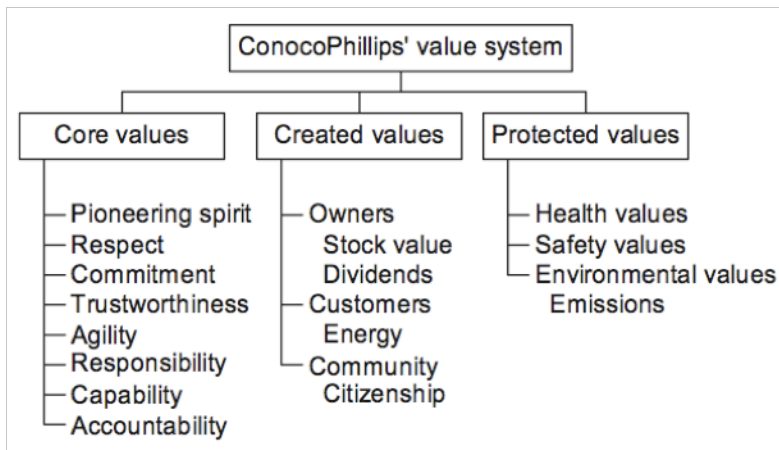 ConocoPhillips' value system
Core values
Created values
Protected values
Pioneering spirit
Respect
Commitment
Trustworthiness
Agility
Responsibility
Capability
Accountability
Owners
Stock value
Dividends
Customers
Energy
Community
Citizenship
Health values
Safety values
Environmental values
Emissions